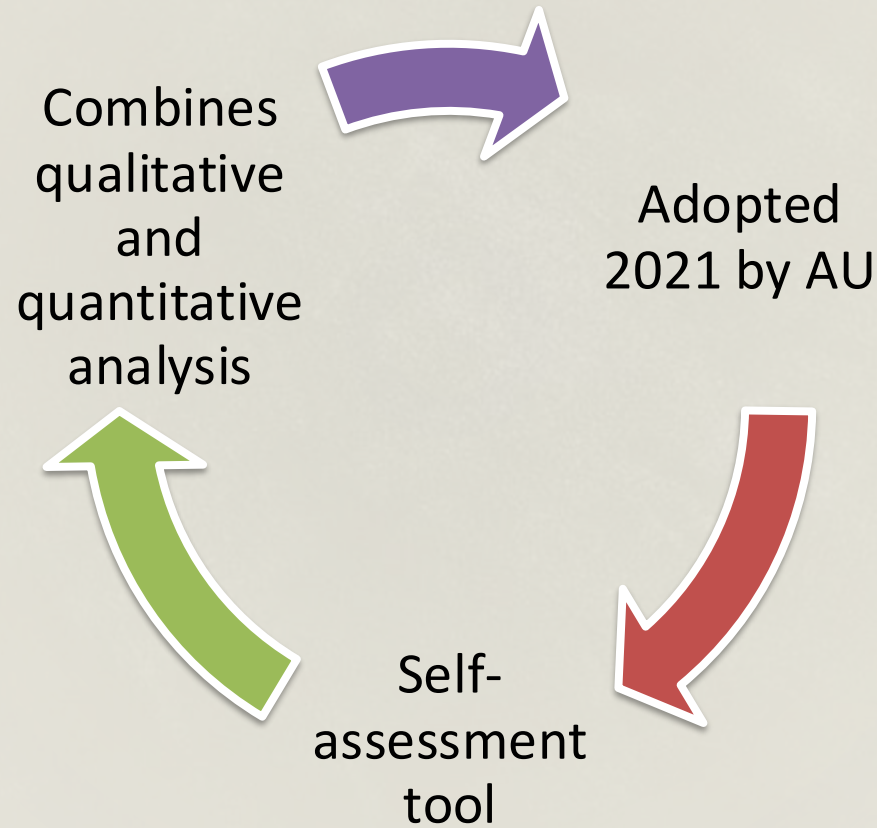 Combines
qualitative
and
quantitative
analysis
Adopted
2021 by AU
Self-
assessment
tool